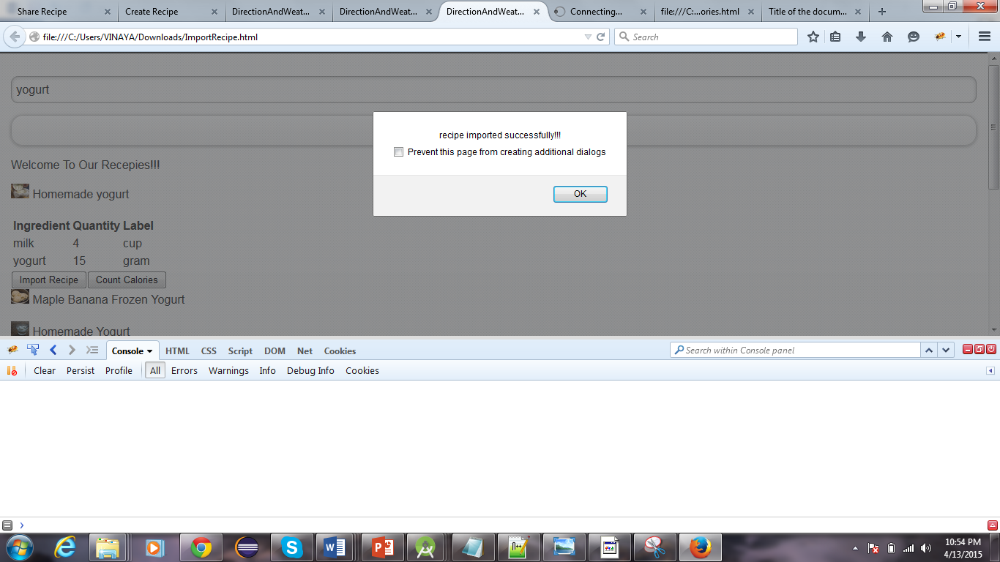 Share Recipe
Create Recipe
DirectionAndWeat...
DirectionAndWeat...
DirectionAndWeat...
Connecting...
file:///C:...ories.html
Title of the docum...
file:///C:/Users/VINAYA/Downloads/ImportRecipe.html
Search
yogurt
recipe imported successfully!!!
Prevent this page from creating additional dialogs
OK
Welcome To Our Recepies!!!
Homemade yogurt
Ingredient Quantity Label
milk 4 cup
yogurt 15 gram
Import Recipe Count Calories
Maple Banana Frozen Yogurt
Homemade Yogurt
Console HTML CSS Script DOM Net Cookies
Search within Console panel
Clear Persist Profile All Errors Warnings Info Debug Info Cookies
10:54 PM
4/13/2015